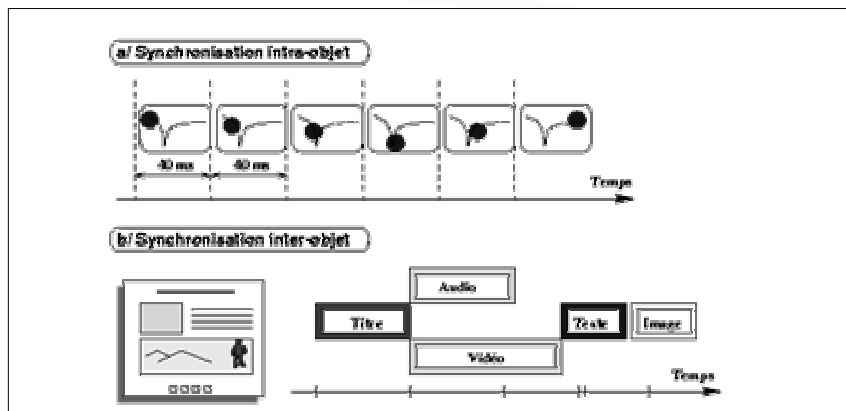 a/ Synchronisation intra-objet
40 ms 40 ms
Temps
b/ Synchronisation inter-objet
Audio
Titre Texte Image
Vidéo
Temps